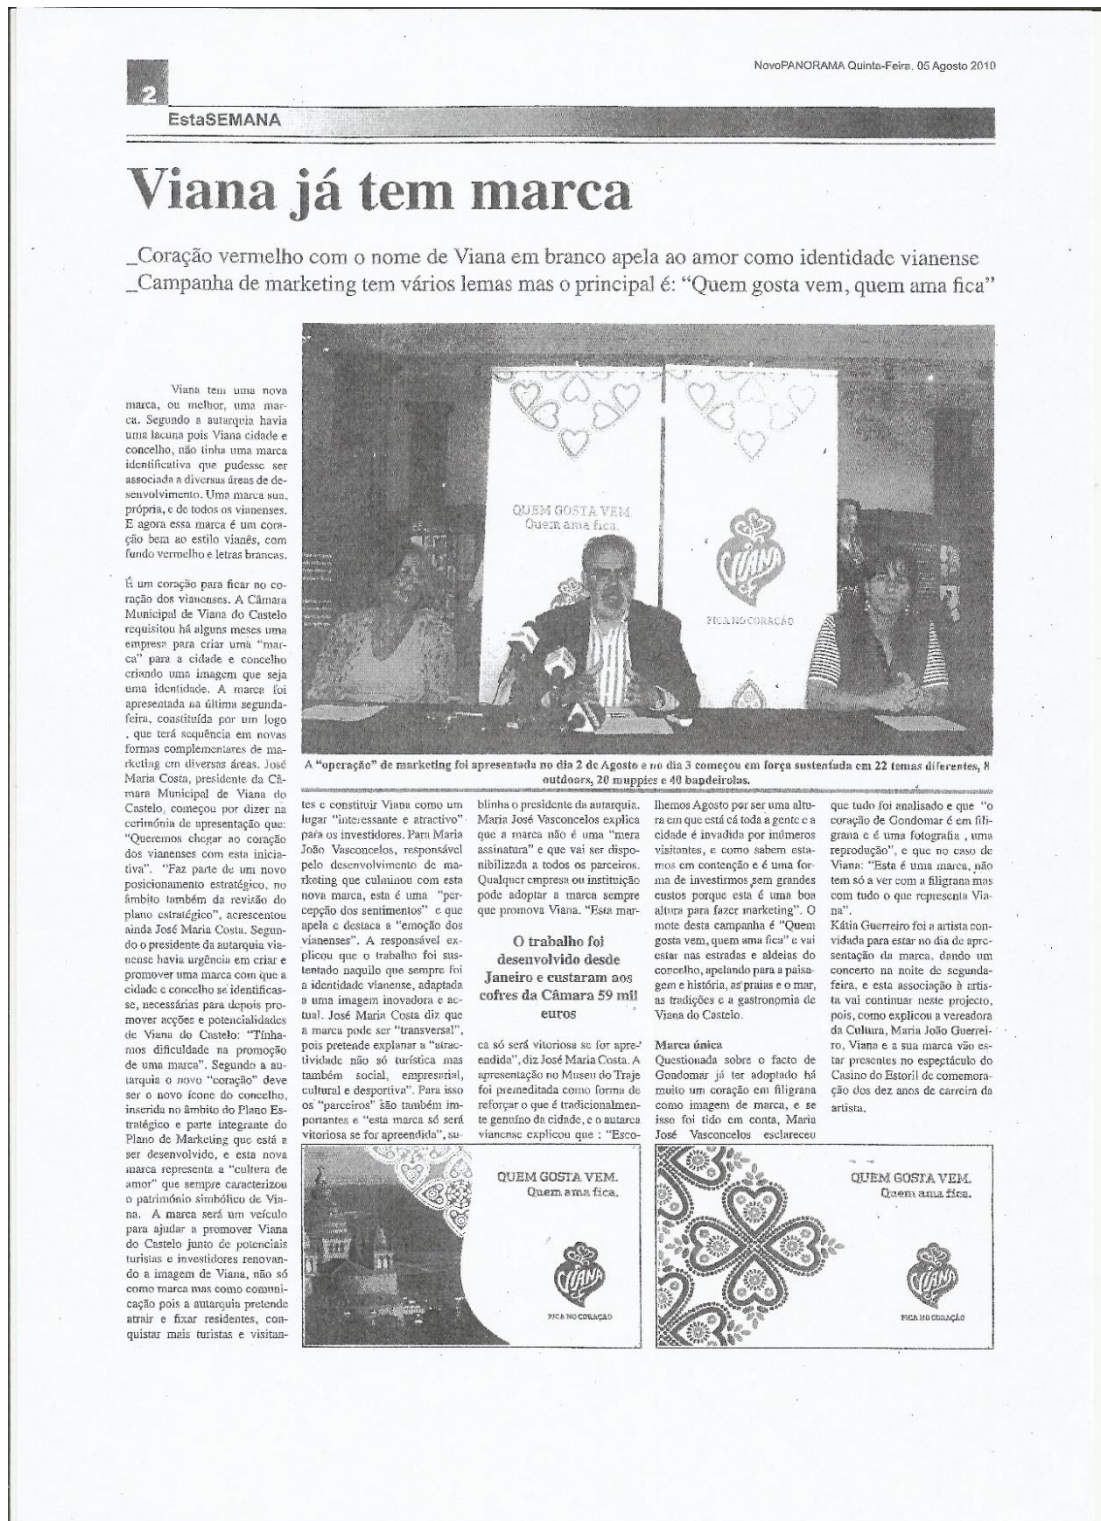 NovoPANORAMA Quinta-Feira, 05 Agosto 2010
2
EstaSEMANA
Viana já tem marca
_Coração vermelho com o nome de Viana em branco apela ao amor como identidade vianense
_Campanha de marketing tem vários lemas mas o principal é: “Quem gosta vem, quem ama fica”
Viana tem uma nova
marca, ou melhor, uma mar-
ca. Segundo a autarquia havia
uma lacuna pois Viana cidade e
concelho, não tinha uma marca
identificativa que pudesse ser
associada a diversas áreas de de-
senvolvimento. Uma marca sua,
própria, e de todos os vianenses.
E agora essa marca é um cora-
ção bem ao estilo vianês, com
fundo vermelho e letras brancas.
É um coração para ficar no co-
ração dos vianenses. A Câmara
Municipal de Viana do Castelo
requisitou há alguns meses uma
empresa para criar uma “mar-
ca” para a cidade e concelho
criando uma imagem que seja
uma identidade. A marca foi
apresentada na última segunda-
feira, constituída por um logo
, que terá sequência em novas
formas complementares de ma-
rketing em diversas áreas. José
Maria Costa, presidente da Câ-
mara Municipal de Viana do
Castelo, começou por dizer na
cerimónia de apresentação que:
“Queremos chegar ao coração
dos vianenses com esta inicia-
tiva”. “Faz parte de um novo
posicionamento estratégico, no
âmbito também da revisão do
plano estratégico”, acrescentou
ainda José Maria Costa. Segun-
do o presidente da autarquia via-
nense havia urgência em criar e
promover uma marca com que a
cidade e concelho se identificas-
se, necessárias para depois pro-
mover acções e potencialidades
de Viana do Castelo: “Tínha-
mos dificuldade na promoção
de uma marca”. Segundo a au-
tarquia o novo “coração” deve
ser o novo ícone do concelho,
inserida no âmbito do Plano Es-
tratégico e parte integrante do
Plano de Marketing que está a
ser desenvolvido, e esta nova
marca representa a “cultura de
amor” que sempre caracterizou
o património simbólico de Via-
na. A marca será um veículo
para ajudar a promover Viana
do Castelo junto de potenciais
turistas e investidores renovan-
do a imagem de Viana, não só
como marca mas como comuni-
cação pois a autarquia pretende
atrair e fixar residentes, con-
quistar mais turistas e visitan-
QUEM GOSTA VEM.
Quem ama fica.
VIANA
FICA NO CORAÇÃO
A “operação” de marketing foi apresentada no dia 2 de Agosto e no dia 3 começou em força sustentada em 22 temas diferentes, 8
outdoors, 20 muppies e 40 bandeirolas.
tes e constituir Viana como um
lugar “interessante e atractivo”
para os investidores. Para Maria
João Vasconcelos, responsável
pelo desenvolvimento de ma-
rketing que culminou com esta
nova marca, esta é uma “per-
cepção dos sentimentos” e que
apela e destaca a “emoção dos
vianenses”. A responsável ex-
plicou que o trabalho foi sus-
tentado naquilo que sempre foi
a identidade vianense, adaptada
a uma imagem inovadora e ac-
tual. José Maria Costa diz que
a marca pode ser “transversal”,
pois pretende explanar a “atrac-
tividade não só turística mas
também social, empresarial,
cultural e desportiva”. Para isso
os “parceiros” são também im-
portantes e “esta marca só será
vitoriosa se for apreendida”, su-
blinha o presidente da autarquia.
Maria José Vasconcelos explica
que a marca não é uma “mera
assinatura” e que vai ser dispo-
nibilizada a todos os parceiros.
Qualquer empresa ou instituição
pode adoptar a marca sempre
que promova Viana. “Esta mar-
O trabalho foi
desenvolvido desde
Janeiro e custaram aos
cofres da Câmara 59 mil
euros
ca só será vitoriosa se for apre-
endida”, diz José Maria Costa. A
apresentação no Museu do Traje
foi premeditada como forma de
reforçar o que é tradicionalmen-
te genuíno da cidade, e o autarca
vianense explicou que : “Esco-
lhemos Agosto por ser uma altu-
ra em que está cá toda a gente e a
cidade é invadida por inúmeros
visitantes, e como sabem esta-
mos em contenção e é uma for-
ma de investirmos sem grandes
custos porque esta é uma boa
altura para fazer marketing”. O
mote desta campanha é “Quem
gosta vem, quem ama fica” e vai
estar nas estradas e aldeias do
concelho, apelando para a paisa-
gem e história, as praias e o mar,
as tradições e a gastronomia de
Viana do Castelo.
Marca única
Questionada sobre o facto de
Gondomar já ter adoptado há
muito um coração em filigrana
como imagem de marca, e se
isso foi tido em conta, Maria
José Vasconcelos esclareceu
que tudo foi analisado e que “o
coração de Gondomar é em fili-
grana e é uma fotografia , uma
reprodução”, e que no caso de
Viana: “Esta é uma marca, não
tem só a ver com a filigrana mas
com tudo o que representa Via-
na”.
Kátia Guerreiro foi a artista con-
vidada para estar no dia de apre-
sentação da marca, dando um
concerto na noite de segunda-
feira, e esta associação à artis-
ta vai continuar neste projecto,
pois, como explicou a vereadora
da Cultura, Maria João Guerrei-
ro, Viana e a sua marca vão es-
tar presentes no espectáculo do
Casino do Estoril de comemora-
ção dos dez anos de carreira da
artista.
QUEM GOSTA VEM.
Quem ama fica.
VIANA
FICA NO CORAÇÃO
QUEM GOSTA VEM.
Quem ama fica.
VIANA
FICA NO CORAÇÃO